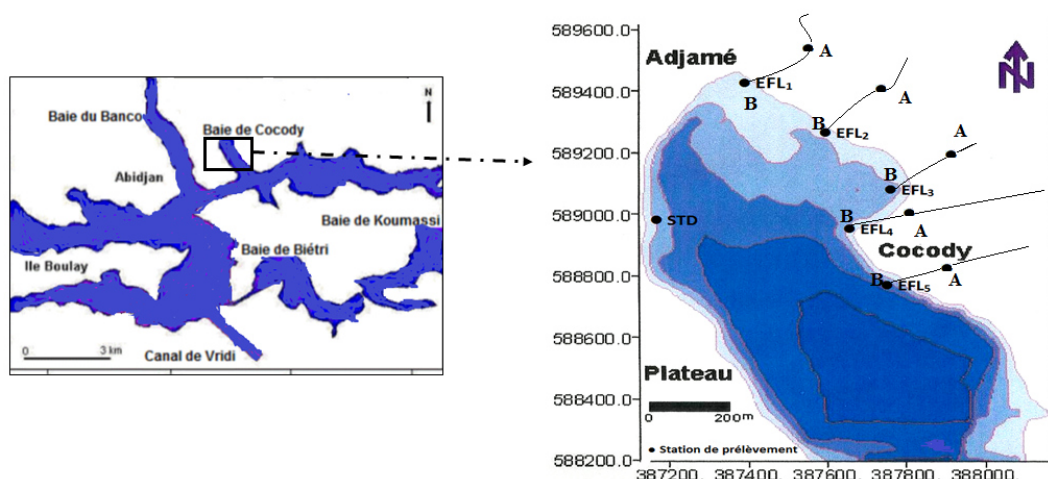 Baie du Banco
Baie de Cocody
N
Abidjan
Baie de Koumassi
Baie de Biétri
Ile Boulay
0 3 km
Canal de Vridi
589600.0
589400.0
589200.0
589000.0
588800.0
588600.0
588400.0
588200.0
Adjamé
A
EFL1
B
A
B
EFL2
A
B
EFL3
STD
B
EFL4
A
Cocody
B
EFL5
A
N
Plateau
0 200m
Station de prélèvement
387200. 387400. 387600. 387800. 388000.